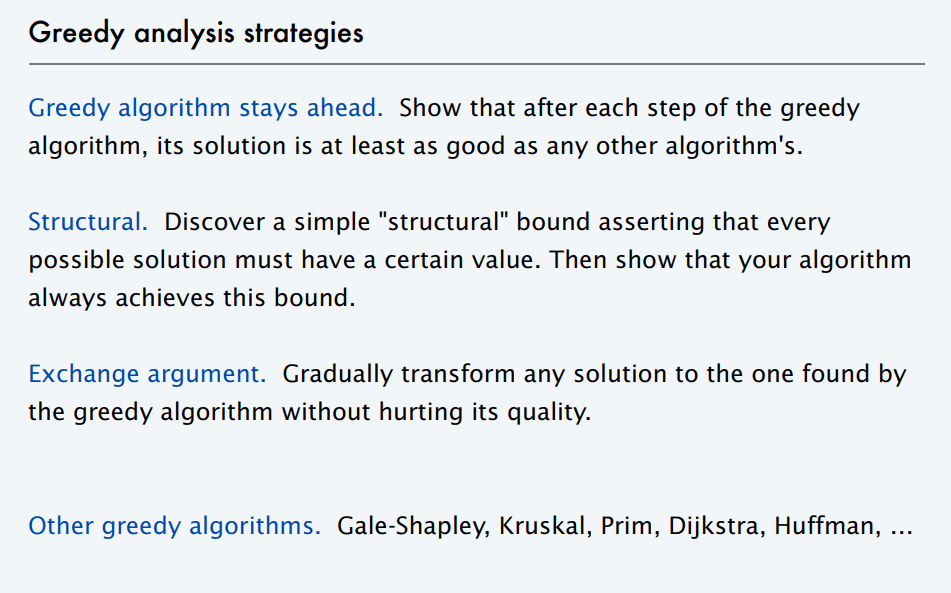 Greedy analysis strategies
Greedy algorithm stays ahead. Show that after each step of the greedy
algorithm, its solution is at least as good as any other algorithm's.
Structural. Discover a simple "structural" bound asserting that every
possible solution must have a certain value. Then show that your algorithm
always achieves this bound.
Exchange argument. Gradually transform any solution to the one found by
the greedy algorithm without hurting its quality.
Other greedy algorithms. Gale-Shapley, Kruskal, Prim, Dijkstra, Huffman, …